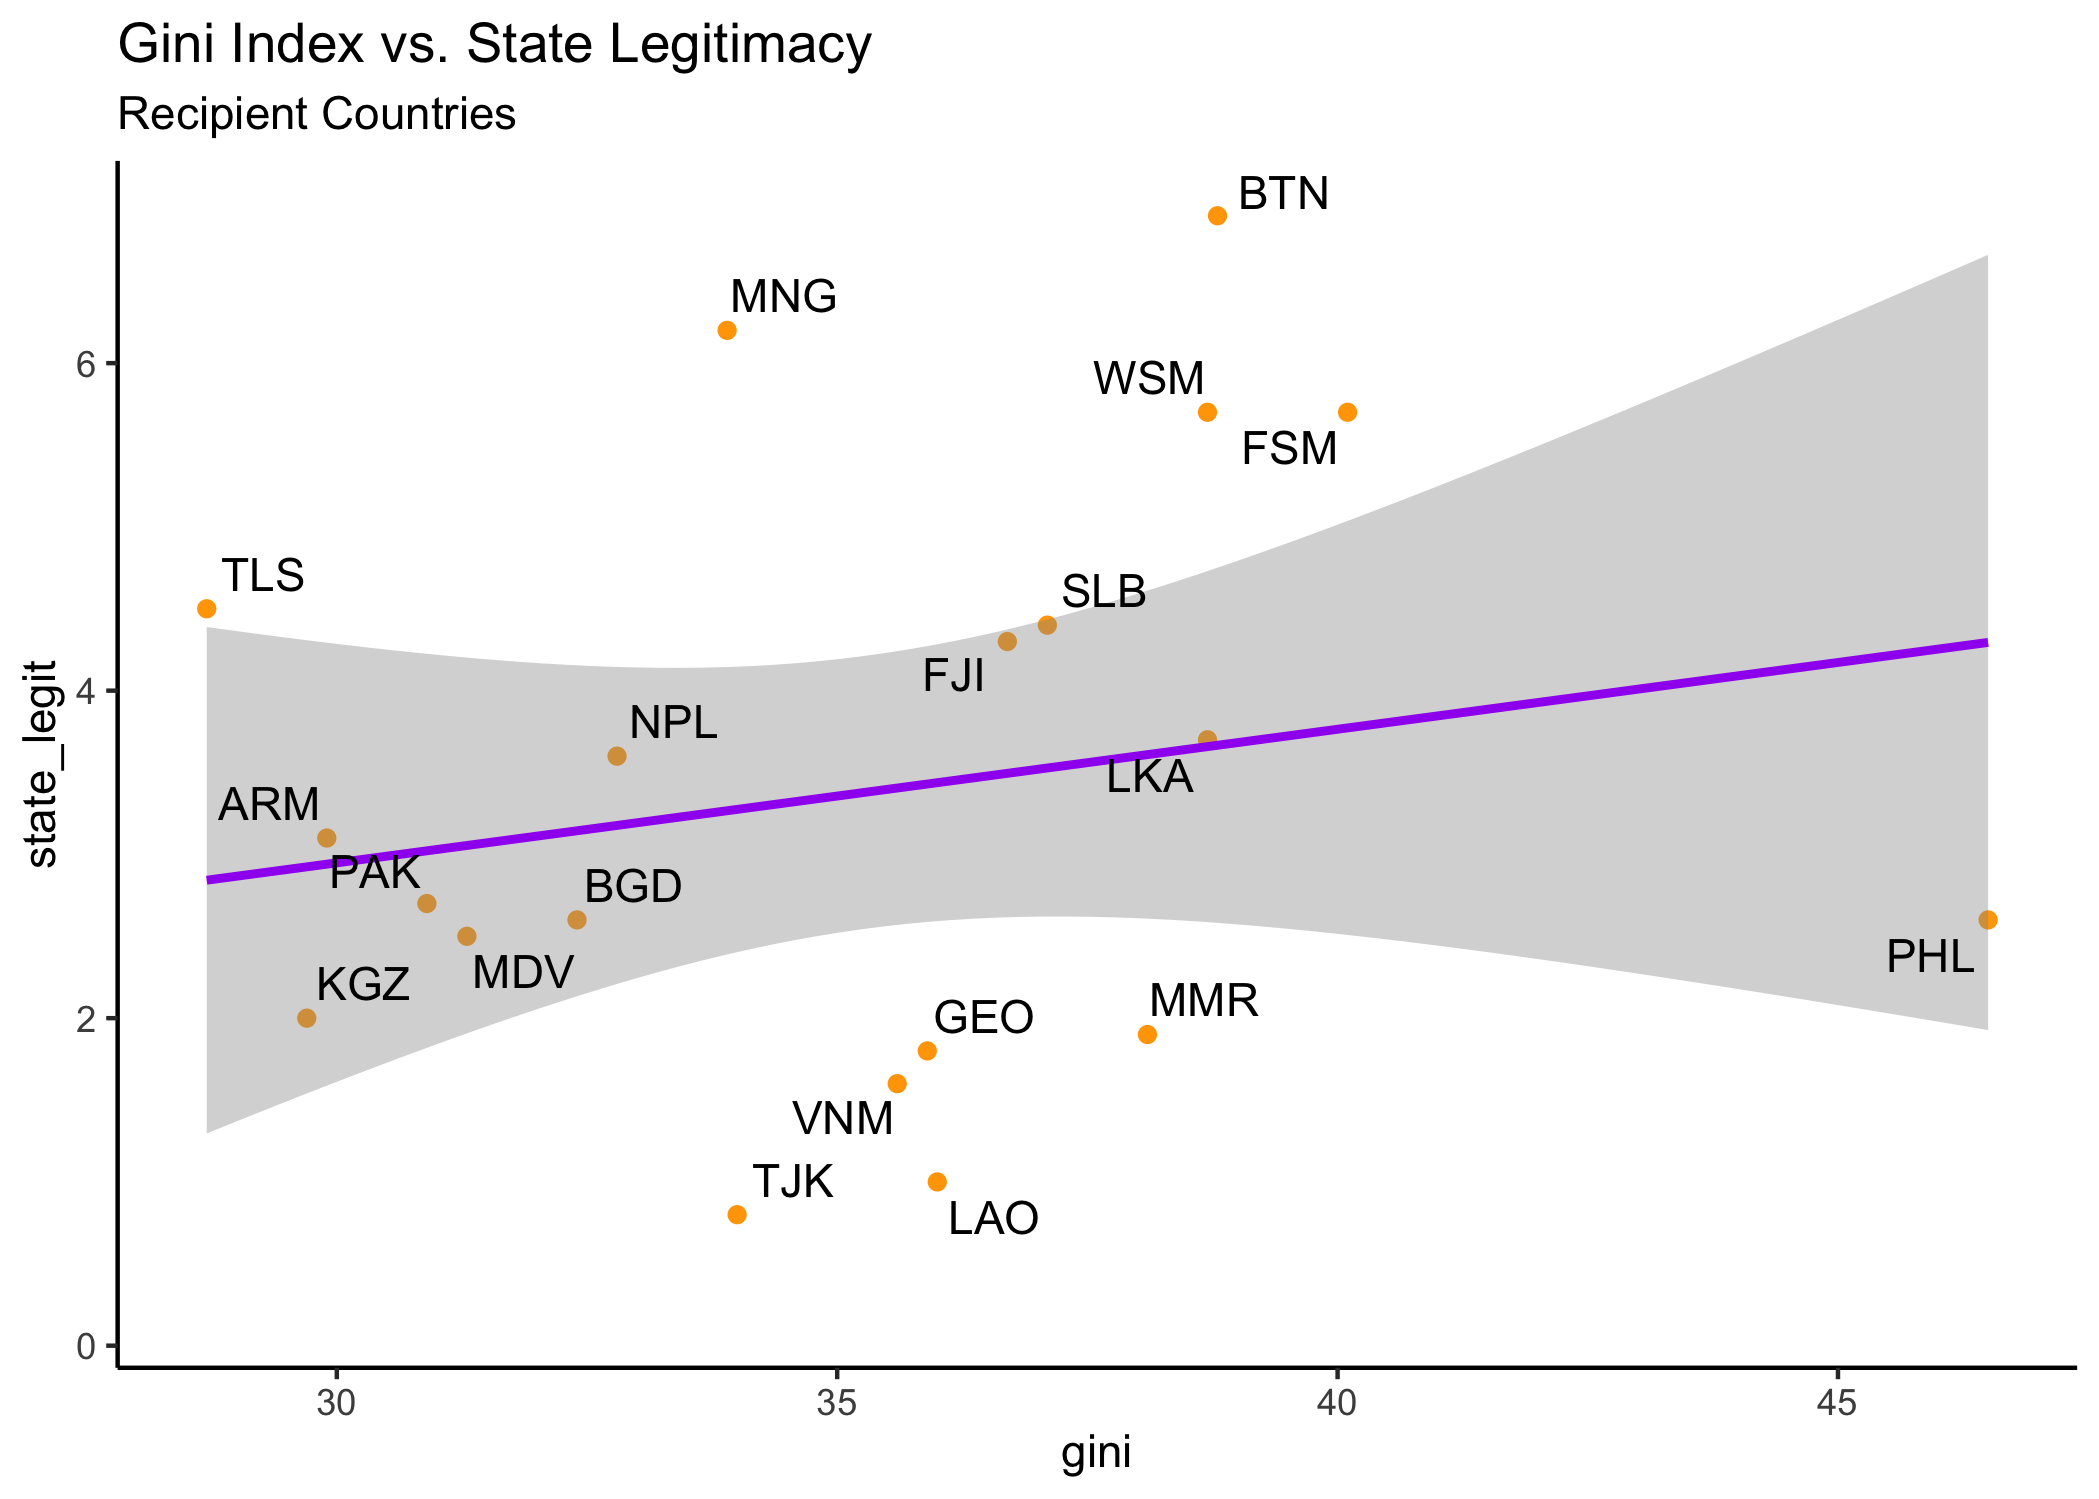 Gini Index vs. State Legitimacy
Recipient Countries
BTN
MNG
WSM
FSM
TLS
SLB
FJI
NPL
LKA
ARM
PAK
BGD
PHL
MDV
KGZ
MMR
GEO
VNM
TJK
LAO
state_legit
6
4
2
0
30 35 40 45
gini